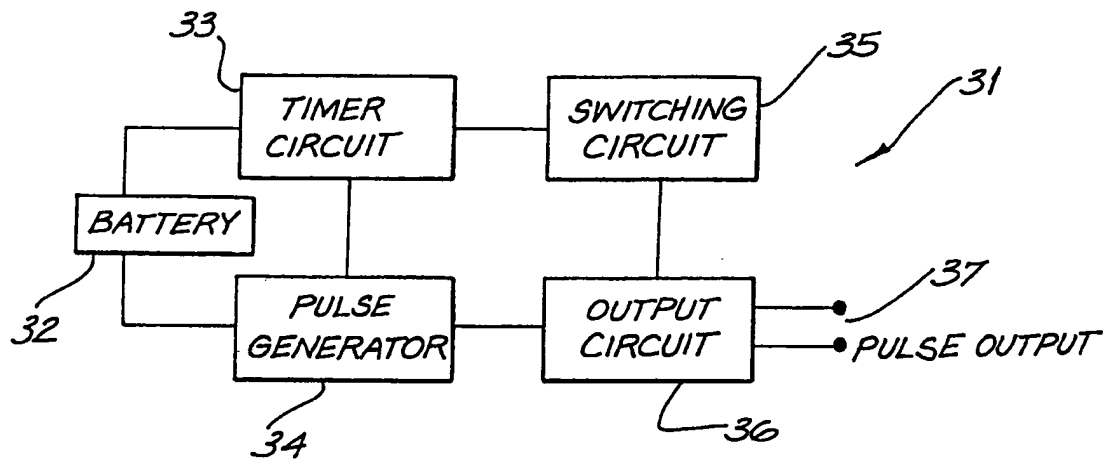 33
TIMER
CIRCUIT
SWITCHING
CIRCUIT
35
31
BATTERY
32
PULSE
GENERATOR
34
OUTPUT
CIRCUIT
36
37
PULSE OUTPUT